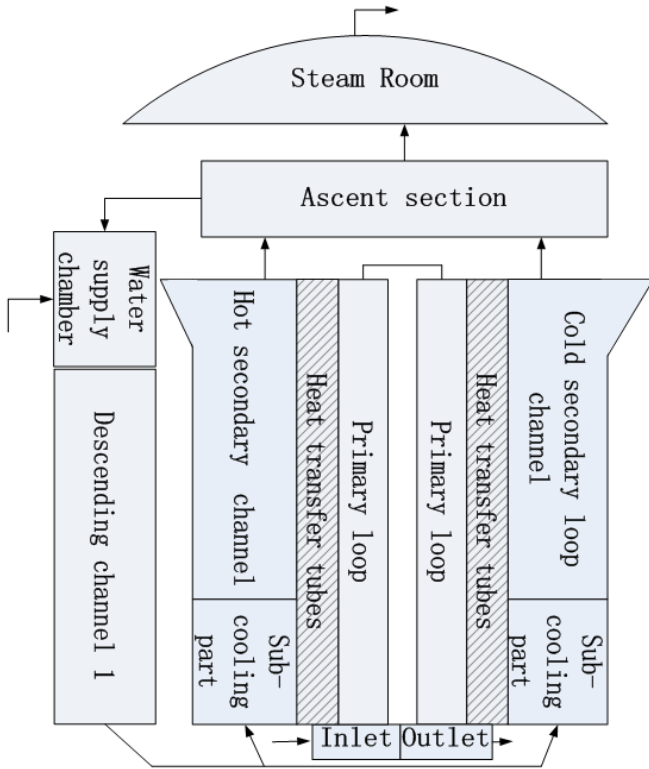 Steam Room
Ascent section
Water
supply
chamber
Descending channel 1
Hot secondary channel
Sub-
cooling
part
Heat transfer tubes
Primary loop
Primary loop
Heat transfer tubes
Cold secondary loop
channel
Sub-
cooling
part
Inlet
Outlet